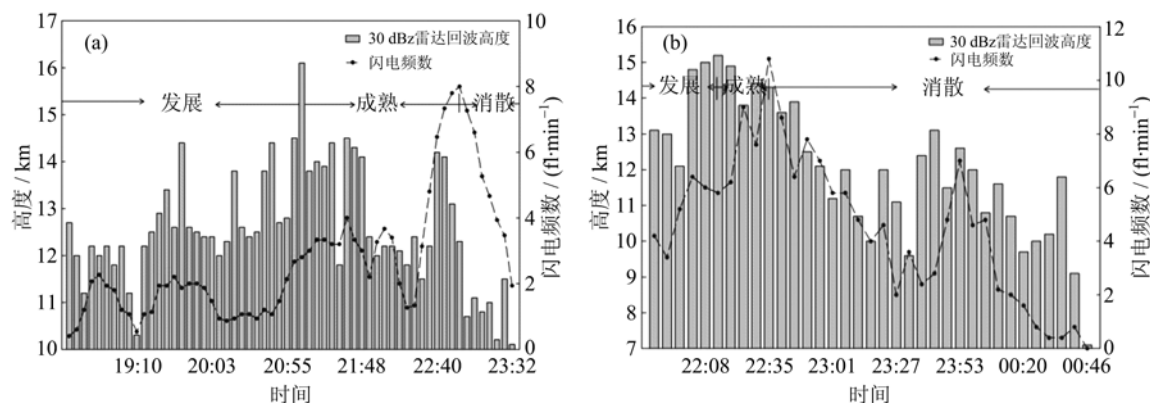 (a)
30 dBz雷达回波高度
闪电频数
发展
成熟
消散
17
16
15
14
13
12
11
10
高度 / km
10
8
6
4
2
0
闪电频数 / (fl·min⁻¹)
19:10 20:03 20:55 21:48 22:40 23:32
时间
(b)
30 dBz雷达回波高度
闪电频数
发展
成熟
消散
16
15
14
13
12
11
10
9
8
7
高度 / km
12
10
8
6
4
2
0
闪电频数 / (fl·min⁻¹)
22:08 22:35 23:01 23:27 23:53 00:20 00:46
时间